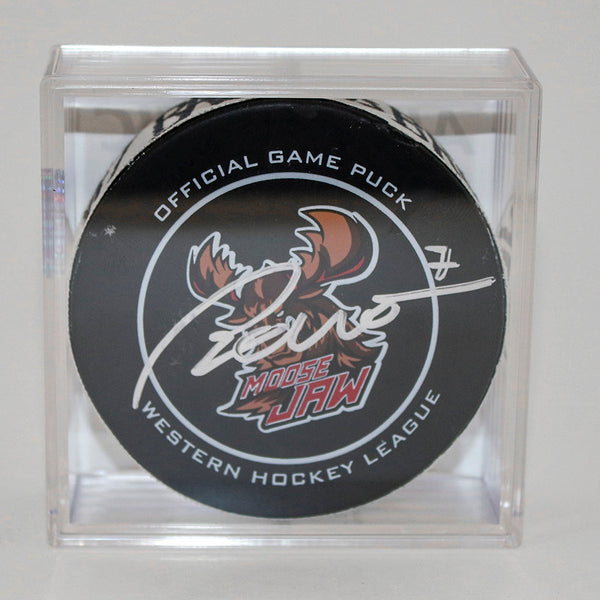 OFFICIAL GAME PUCK
MOOSE
JAW
WESTERN HOCKEY LEAGUE